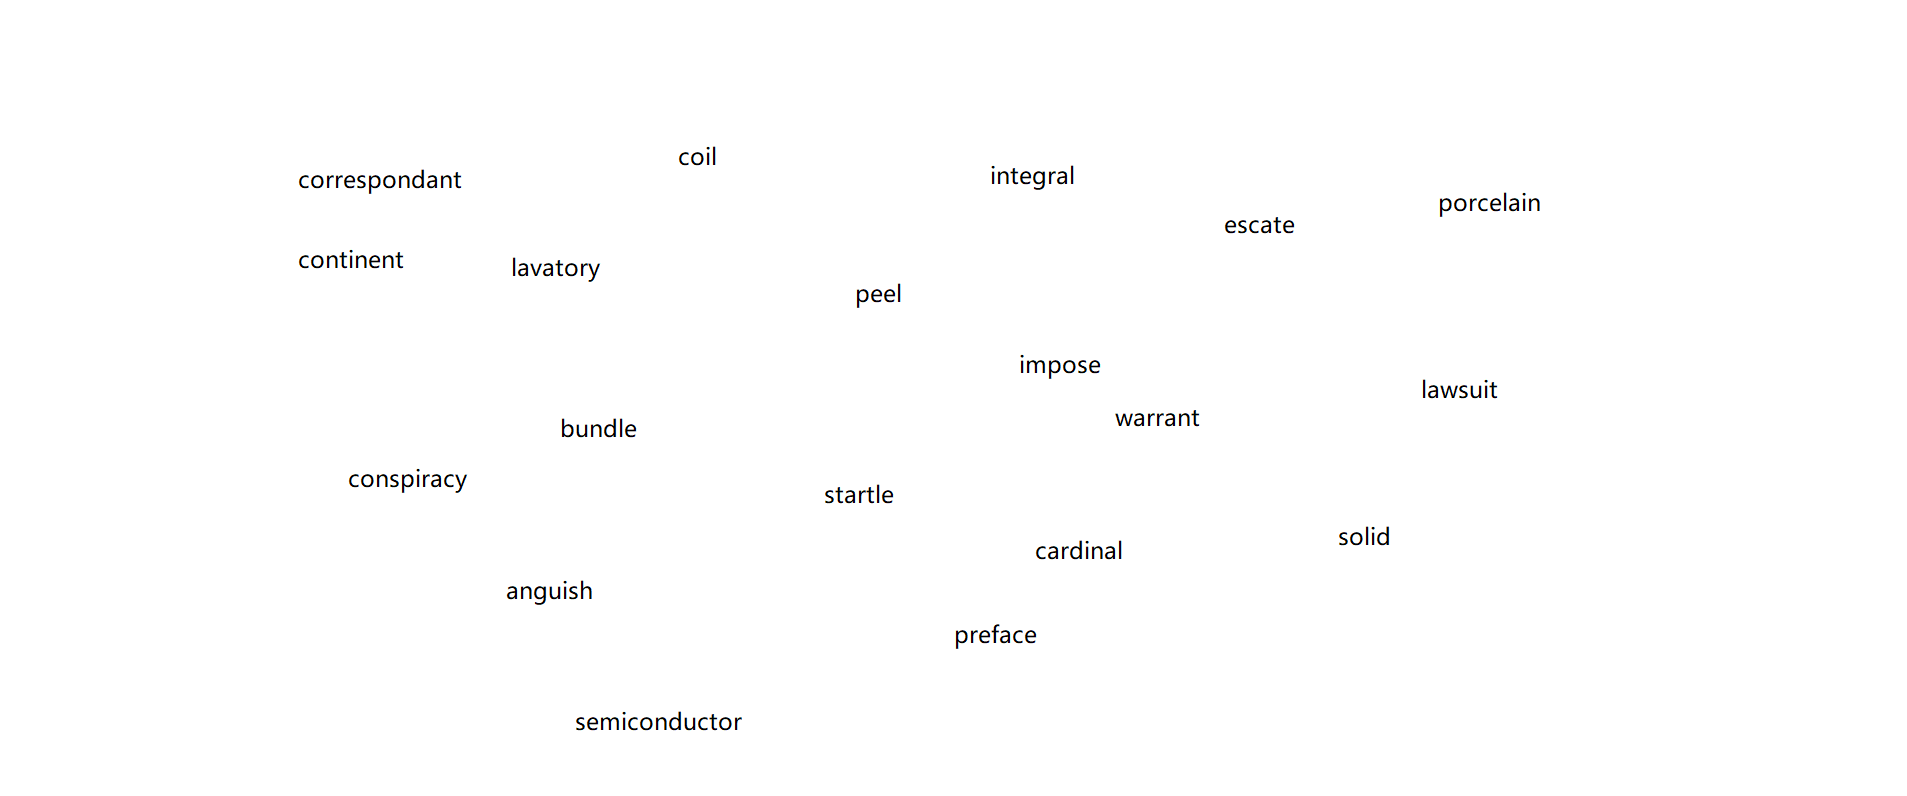 coil
correspondant
integral
porcelain
escate
continent
lavatory
peel
impose
lawsuit
warrant
bundle
conspiracy
startle
solid
cardinal
anguish
preface
semiconductor